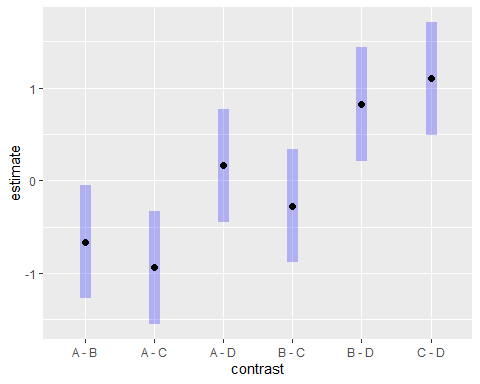 1
0
-1
estimate
A - B
A - C
A - D
B - C
B - D
C - D
contrast